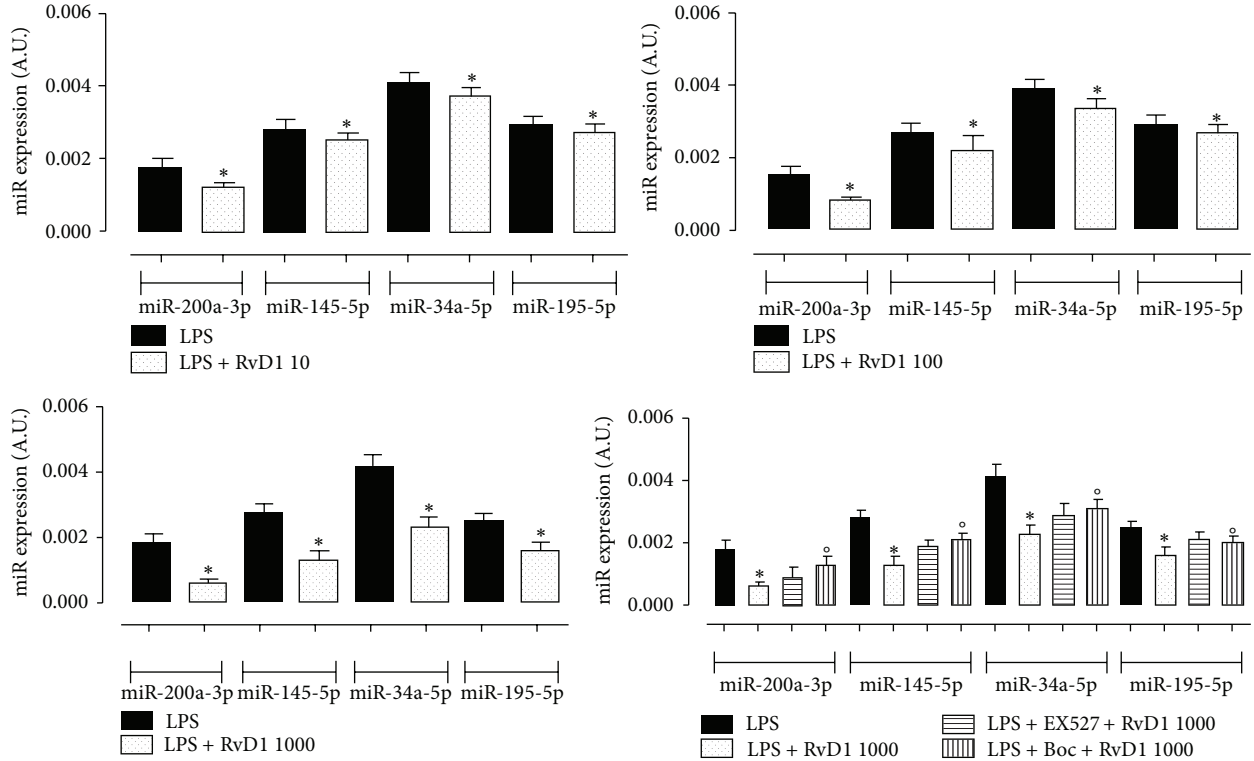 miR expression (A.U.)
0.006
0.004
0.002
0.000
*
*
*
*
miR-200a-3p miR-145-5p miR-34a-5p miR-195-5p
LPS
LPS + RvD1 10
miR expression (A.U.)
0.006
0.004
0.002
0.000
*
*
*
*
miR-200a-3p miR-145-5p miR-34a-5p miR-195-5p
LPS
LPS + RvD1 100
miR expression (A.U.)
0.006
0.004
0.002
0.000
*
*
*
*
miR-200a-3p miR-145-5p miR-34a-5p miR-195-5p
LPS
LPS + RvD1 1000
miR expression (A.U.)
0.006
0.004
0.002
0.000
* °
* °
* °
* °
miR-200a-3p miR-145-5p miR-34a-5p miR-195-5p
LPS
LPS + RvD1 1000
LPS + EX527 + RvD1 1000
LPS + Boc + RvD1 1000